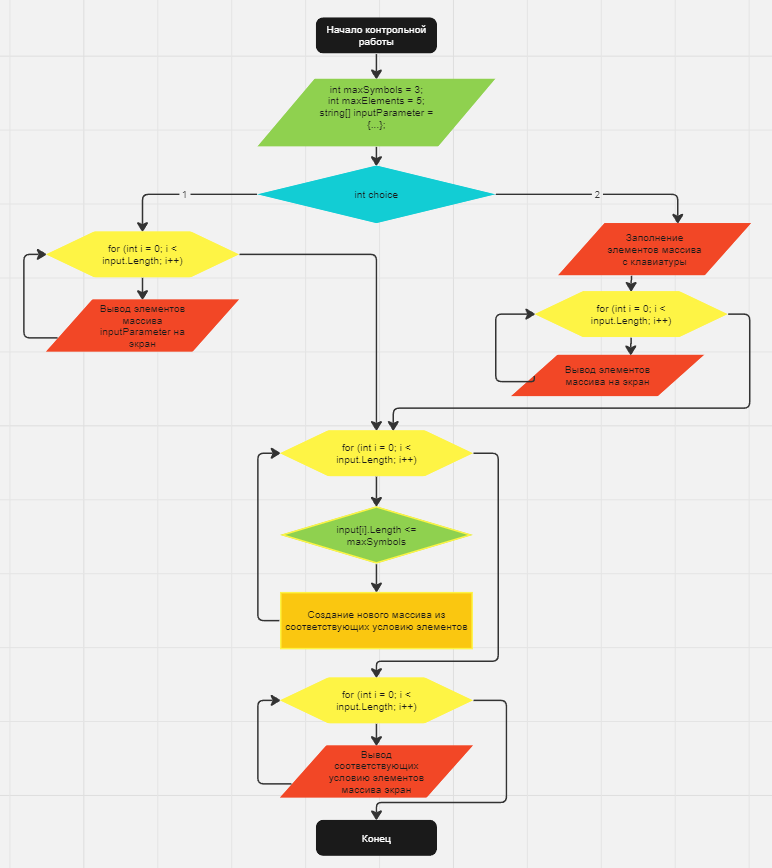 Начало контрольной
работы
int maxSymbols = 3;
int maxElements = 5;
string[] inputParameter =
{...};
int choice
1
2
for (int i = 0; i <
input.Length; i++)
Вывод элементов
массива
inputParameter на
экран
Заполнение
элементов массива
с клавиатуры
for (int i = 0; i <
input.Length; i++)
Вывод элементов
массива на экран
for (int i = 0; i <
input.Length; i++)
input[i].Length <=
maxSymbols
Создание нового массива из
соответствующих условию элементов
for (int i = 0; i <
input.Length; i++)
Вывод
соответствующих
условию элементов
массива экран
Конец